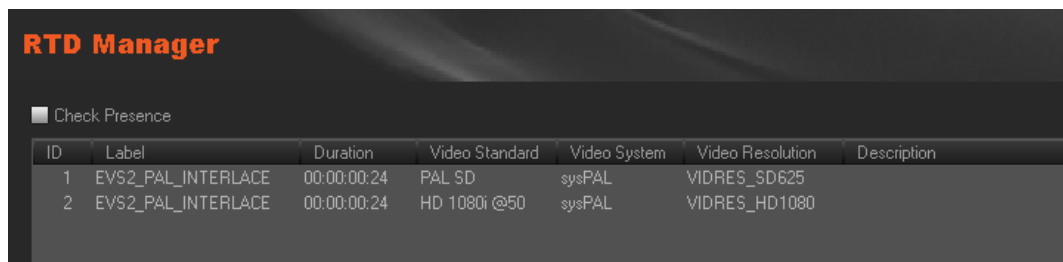 RTD Manager
Check Presence
ID Label Duration Video Standard Video System Video Resolution Description
1 EVS2_PAL_INTERLACE 00:00:00:24 PAL SD sysPAL VIDRES_SD625
2 EVS2_PAL_INTERLACE 00:00:00:24 HD 1080i @50 sysPAL VIDRES_HD1080